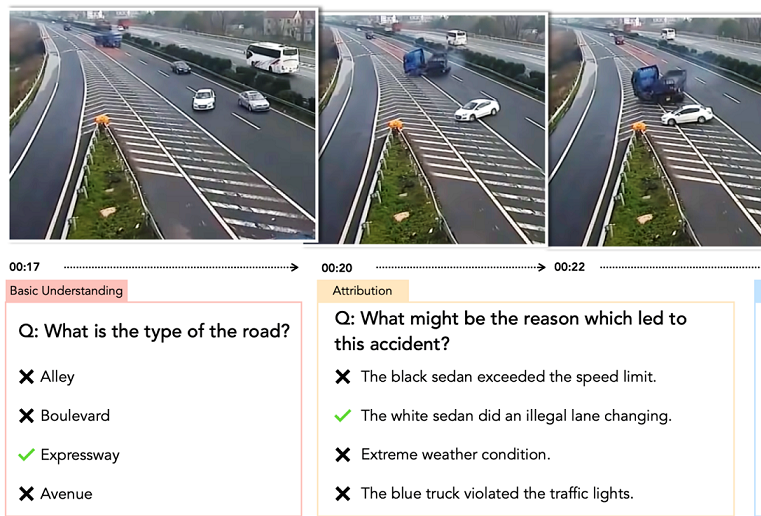 00:17
00:20
00:22
Basic Understanding
Attribution
Q: What is the type of the road?
Alley
Boulevard
Expressway
Avenue
Q: What might be the reason which led to
this accident?
The black sedan exceeded the speed limit.
The white sedan did an illegal lane changing.
Extreme weather condition.
The blue truck violated the traffic lights.